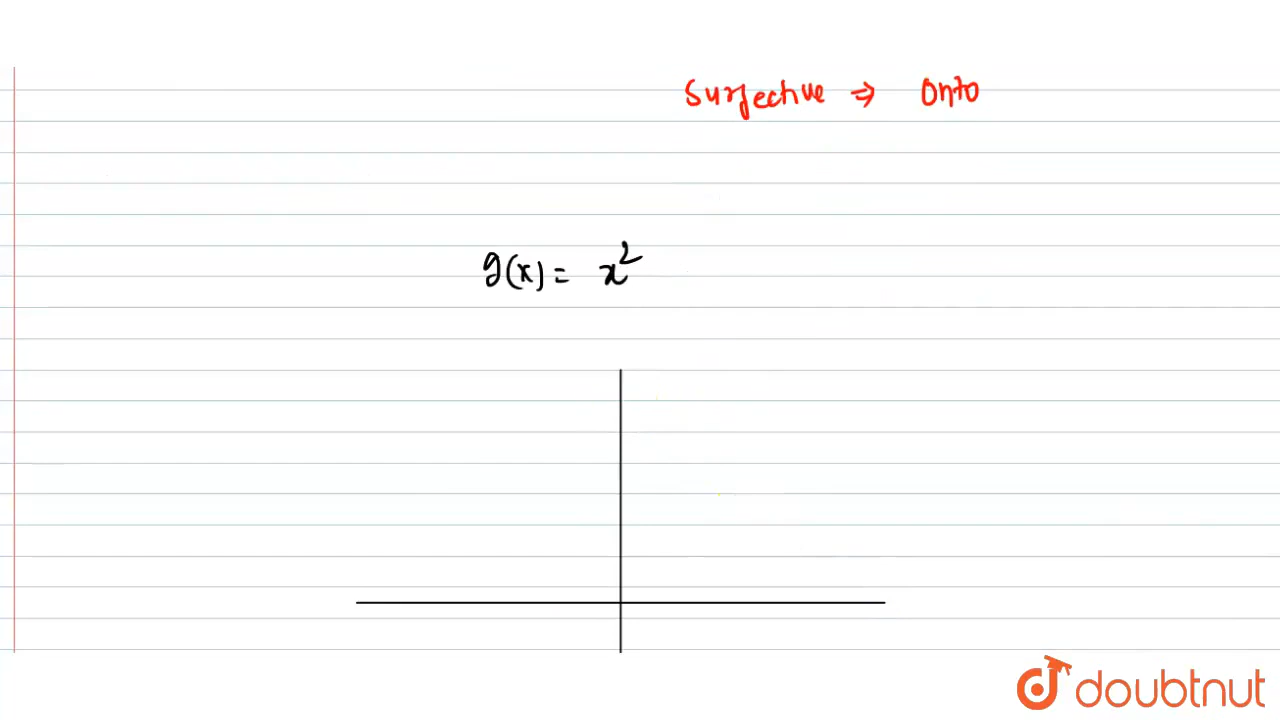 Surjective ⇒ Onto
g(x) = x²
doubtnut